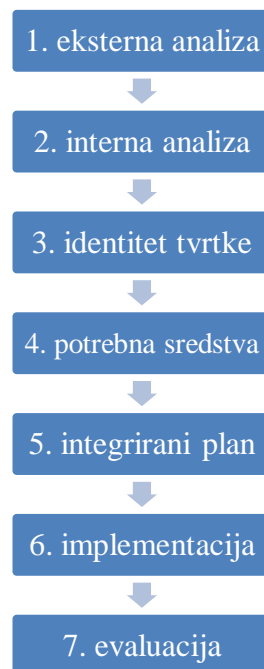 1. eksterna analiza
2. interna analiza
3. identitet tvrtke
4. potrebna sredstva
5. integrirani plan
6. implementacija
7. evaluacija